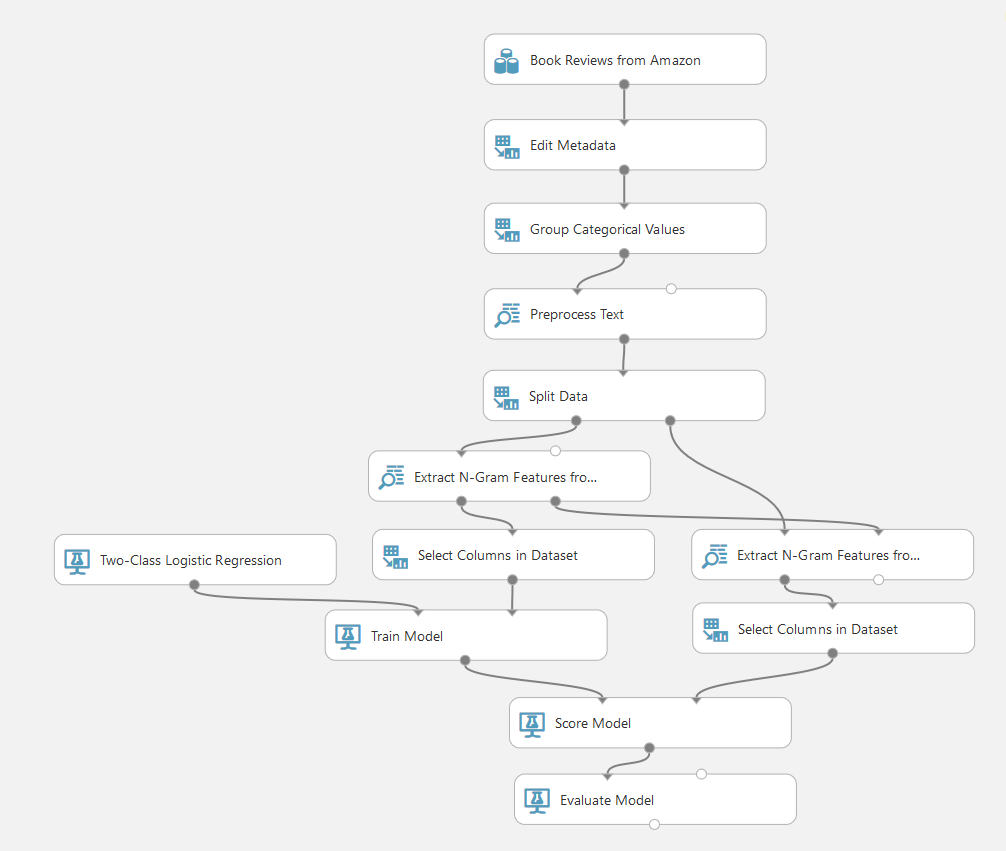 Book Reviews from Amazon
Edit Metadata
Group Categorical Values
Preprocess Text
Split Data
Extract N-Gram Features fro...
Two-Class Logistic Regression
Select Columns in Dataset
Extract N-Gram Features fro...
Train Model
Select Columns in Dataset
Score Model
Evaluate Model